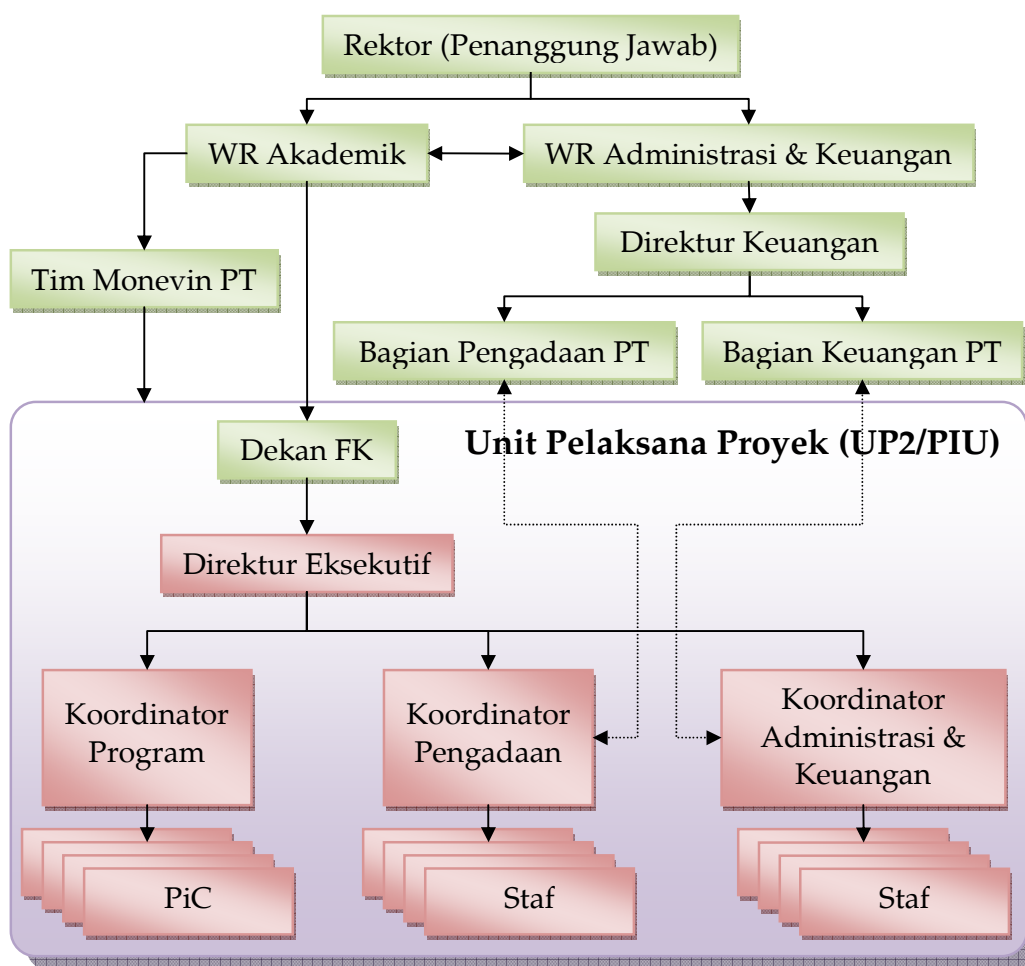 Rektor (Penanggung Jawab)
WR Akademik
WR Administrasi & Keuangan
Direktur Keuangan
Tim Monevin PT
Bagian Pengadaan PT
Bagian Keuangan PT
Unit Pelaksana Proyek (UP2/PIU)
Dekan FK
Direktur Eksekutif
Koordinator
Program
Koordinator
Pengadaan
Koordinator
Administrasi &
Keuangan
PiC
Staf
Staf